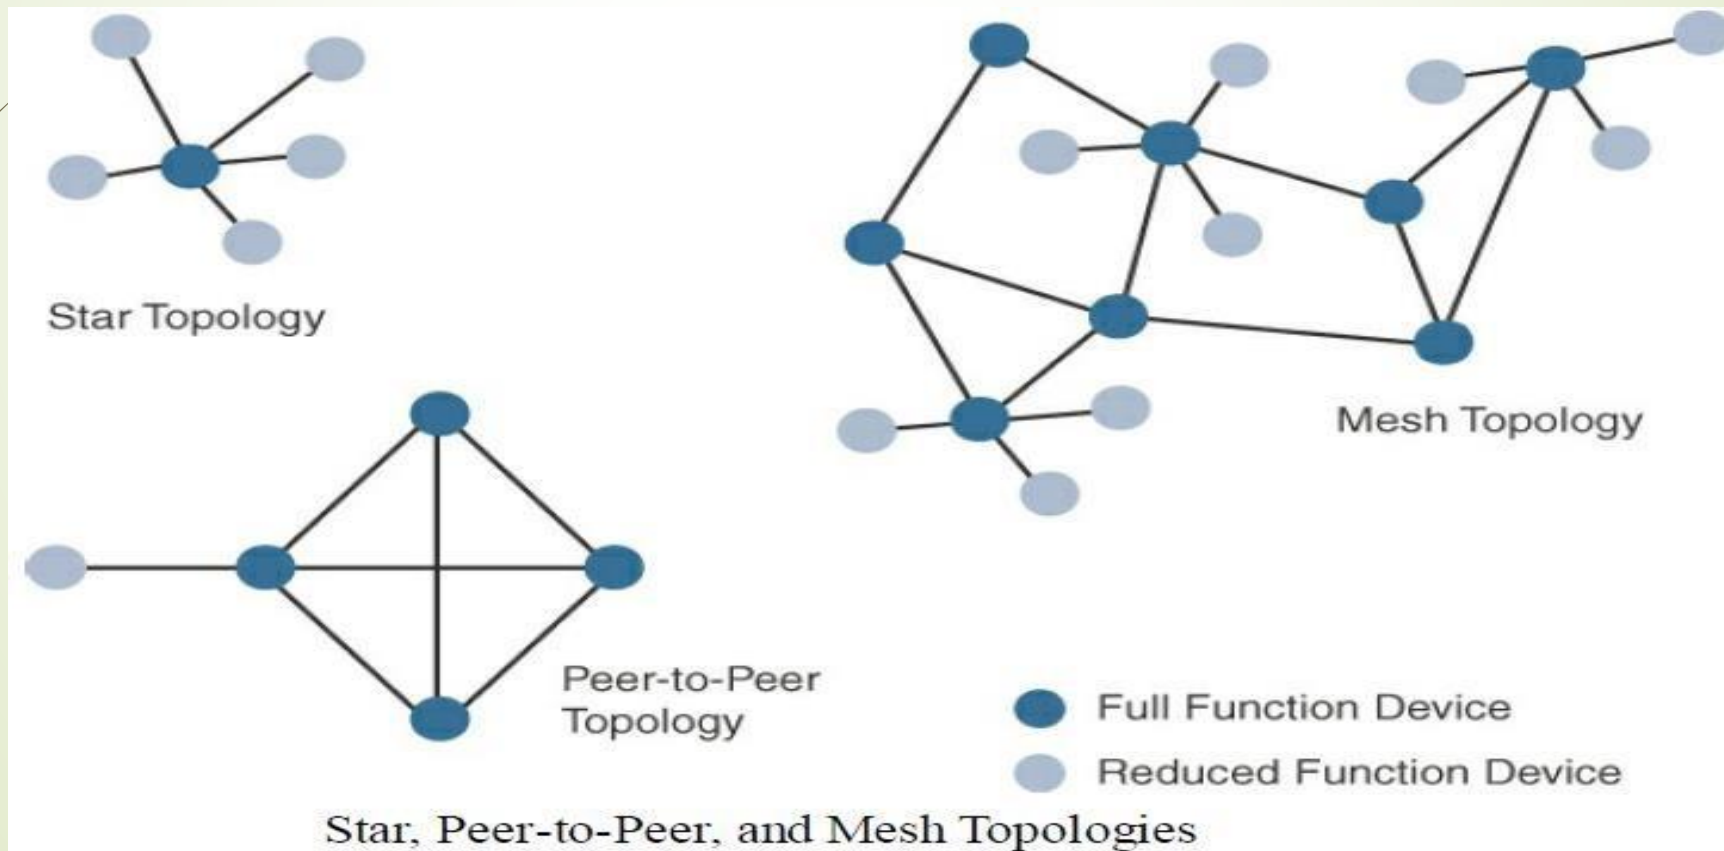 Star Topology
Mesh Topology
Peer-to-Peer
Topology
Full Function Device
Reduced Function Device
Star, Peer-to-Peer, and Mesh Topologies